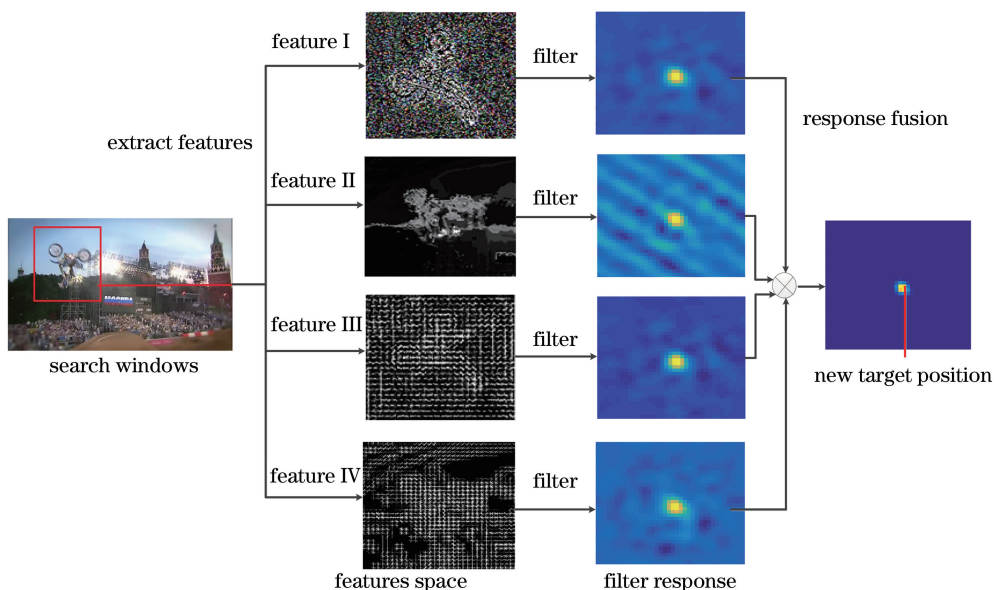 feature I
filter
response fusion
extract features
feature II
filter
feature III
filter
search windows
new target position
feature IV
filter
features space
filter response